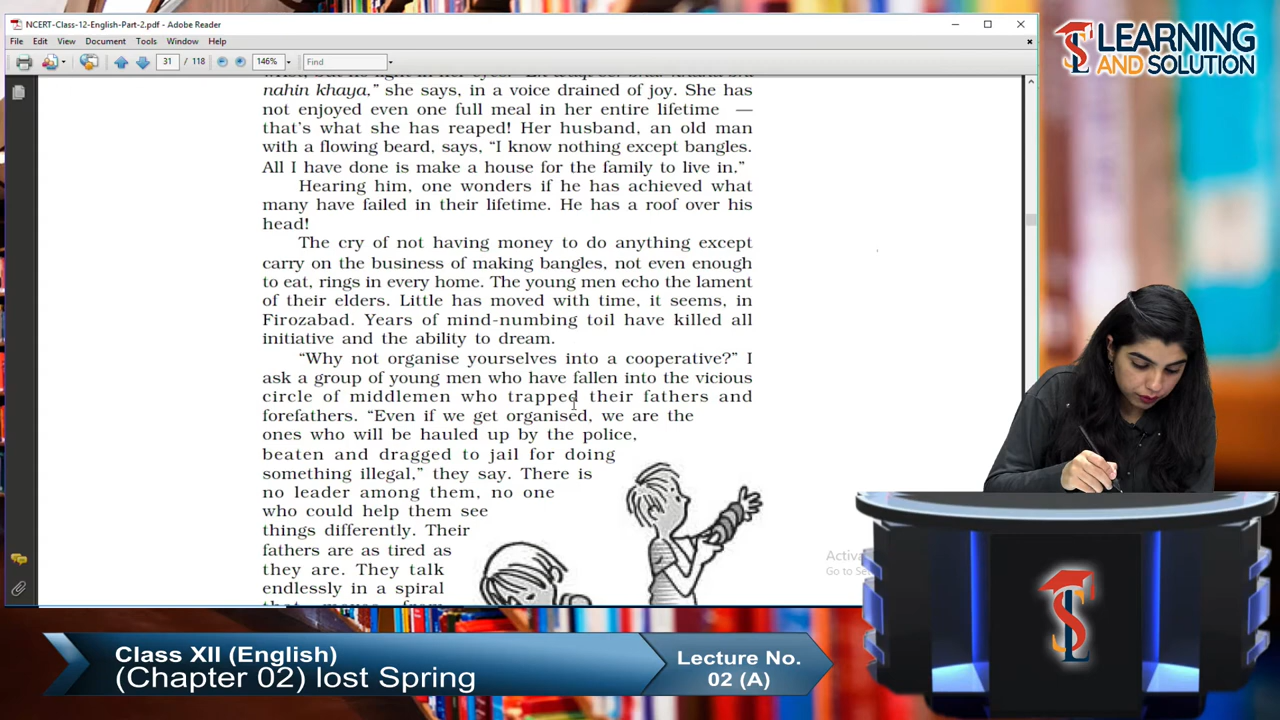 NCERT-Class-12-English-Part-2.pdf - Adobe Reader
File Edit View Document Tools Window Help
31 / 118 146% Find
nahin khaya,” she says, in a voice drained of joy. She has
not enjoyed even one full meal in her entire lifetime —
that’s what she has reaped! Her husband, an old man
with a flowing beard, says, “I know nothing except bangles.
All I have done is make a house for the family to live in.”
Hearing him, one wonders if he has achieved what
many have failed in their lifetime. He has a roof over his
head!
The cry of not having money to do anything except
carry on the business of making bangles, not even enough
to eat, rings in every home. The young men echo the lament
of their elders. Little has moved with time, it seems, in
Firozabad. Years of mind-numbing toil have killed all
initiative and the ability to dream.
“Why not organise yourselves into a cooperative?” I
ask a group of young men who have fallen into the vicious
circle of middlemen who trapped their fathers and
forefathers. “Even if we get organised, we are the
ones who will be hauled up by the police,
beaten and dragged to jail for doing
something illegal,” they say. There is
no leader among them, no one
who could help them see
things differently. Their
fathers are as tired as
they are. They talk
endlessly in a spiral
LEARNING
AND SOLUTION
Activa
Go to Se
Class XII (English)
(Chapter 02) lost Spring
Lecture No.
02 (A)